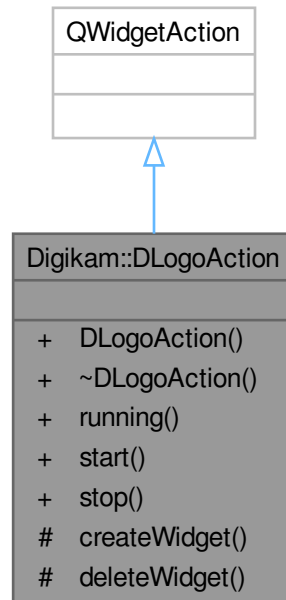 QWidgetAction
Digikam::DLogoAction
+ DLogoAction()
+ ~DLogoAction()
+ running()
+ start()
+ stop()
# createWidget()
# deleteWidget()